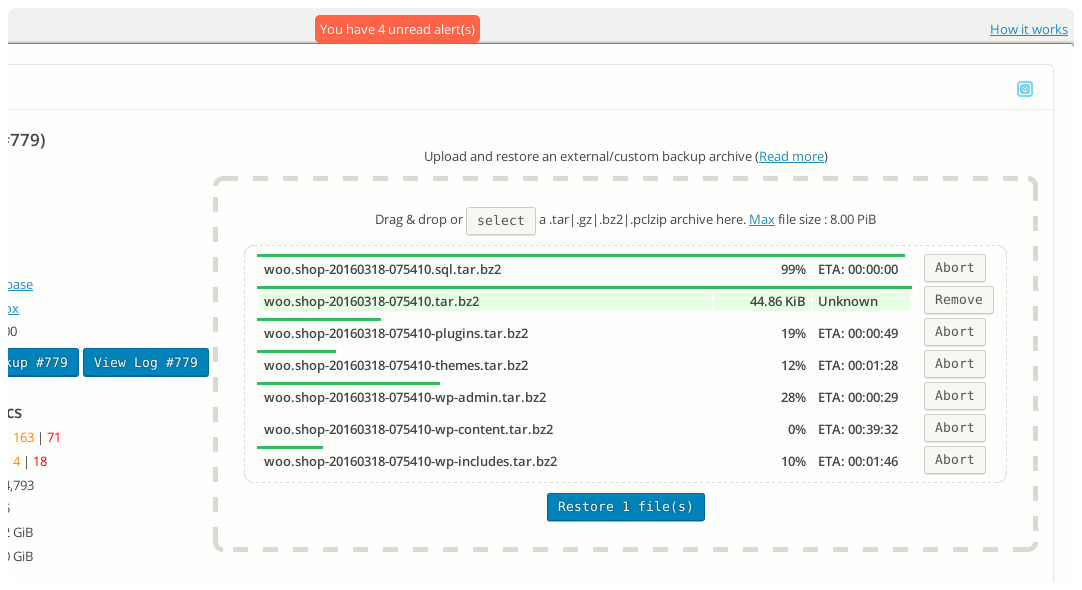 You have 4 unread alert(s)
How it works
#779)
Upload and restore an external/custom backup archive (Read more)
Drag & drop or select a .tar|.gz|.bz2|.pclzip archive here. Max file size : 8.00 PiB
woo.shop-20160318-075410.sql.tar.bz2 99% ETA: 00:00:00 Abort
woo.shop-20160318-075410.tar.bz2 44.86 KiB Unknown Remove
woo.shop-20160318-075410-plugins.tar.bz2 19% ETA: 00:00:49 Abort
woo.shop-20160318-075410-themes.tar.bz2 12% ETA: 00:01:28 Abort
woo.shop-20160318-075410-wp-admin.tar.bz2 28% ETA: 00:00:29 Abort
woo.shop-20160318-075410-wp-content.tar.bz2 0% ETA: 00:39:32 Abort
woo.shop-20160318-075410-wp-includes.tar.bz2 10% ETA: 00:01:46 Abort
Restore 1 file(s)
kup #779 View Log #779
163 | 71
4 | 18
,793
GiB
GiB